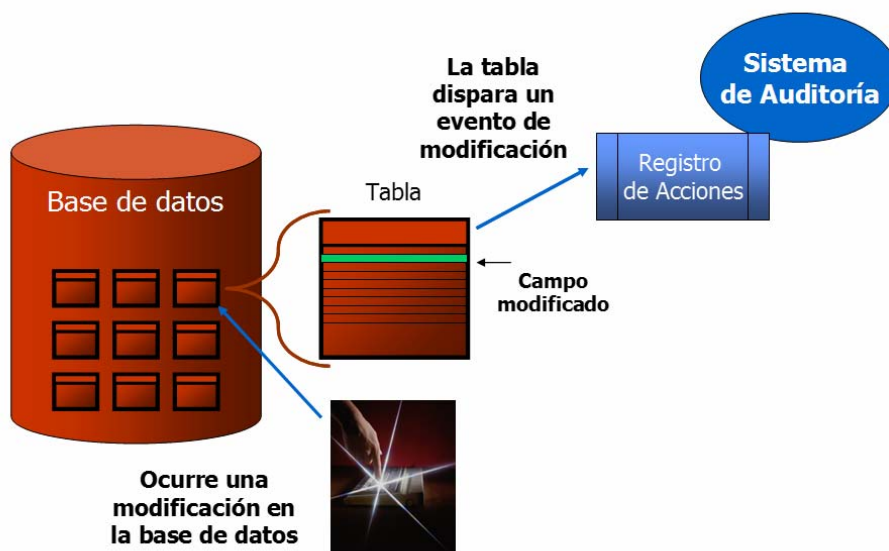 Sistema
de Auditoría
La tabla
dispara un
evento de
modificación
Registro
de Acciones
Tabla
Base de datos
Campo
modificado
Ocurre una
modificación en
la base de datos